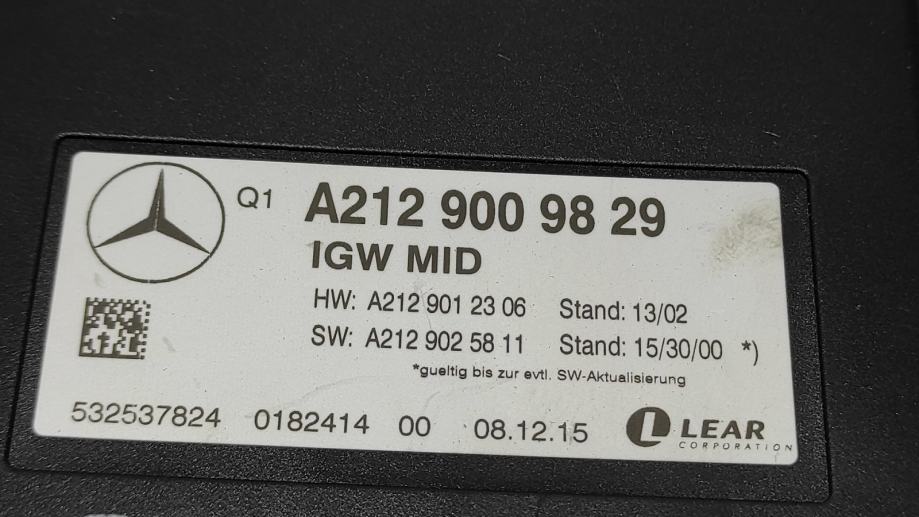 Q1 A212 900 98 29
IGW MID
HW: A212 901 23 06 Stand: 13/02
SW: A212 902 58 11 Stand: 15/30/00 *)
*gueltig bis zur evtl. SW-Aktualisierung
532537824 0182414 00 08.12.15 LEAR
CORPORATION